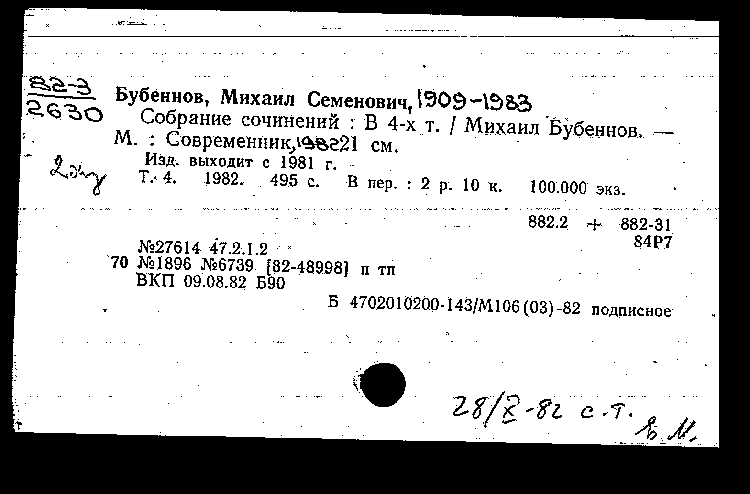 82-3
2630
Бубеннов, Михаил Семенович, 1909-1983
Собрание сочинений : В 4-х т. / Михаил Бубеннов. —
М. : Современник, 1982 21 см.
Изд. выходит с 1981 г.
Т. 4. 1982. 495 с. В пер. : 2 р. 10 к. 100.000 экз.
882.2 + 882-31
84Р7
№27614 47.2.1.2
70 №1896 №6739 [82-48998] п тп
ВКП 09.08.82 Б90
Б 4702010200-143/М106(03)-82 подписное
28/X-82 с.т.